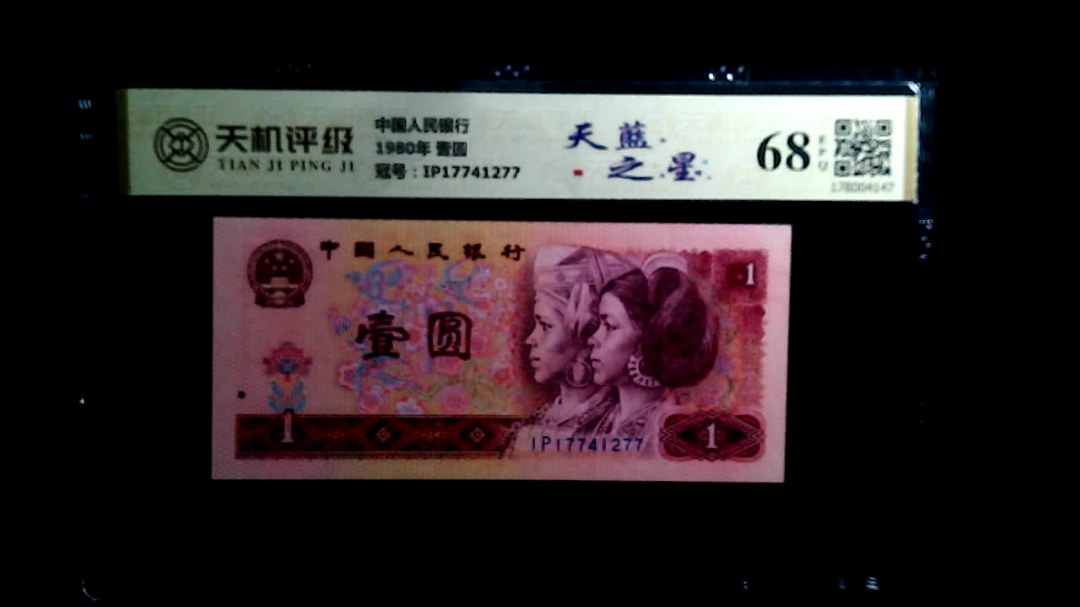 天机评级
TIAN JI PING JI
中国人民银行
1980年 壹圆
冠号：IP17741277
天蓝
之星
68
EPQ
178004147
中国人民银行
1
壹圆
1
IP17741277
1